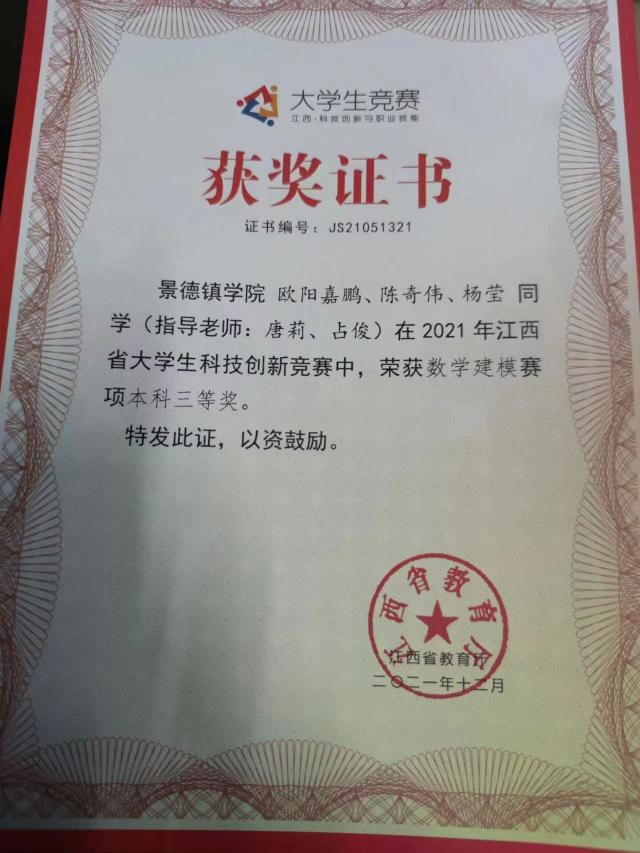 大学生竞赛
江西·科技创新与职业技能
获奖证书
证书编号：JS21051321
景德镇学院 欧阳嘉鹏、陈奇伟、杨莹 同
学（指导老师：唐莉、占俊）在 2021 年江西
省大学生科技创新竞赛中，荣获数学建模赛
项本科三等奖。
特发此证，以资鼓励。
江西省教育厅
江西省教育厅
二〇二一年十二月